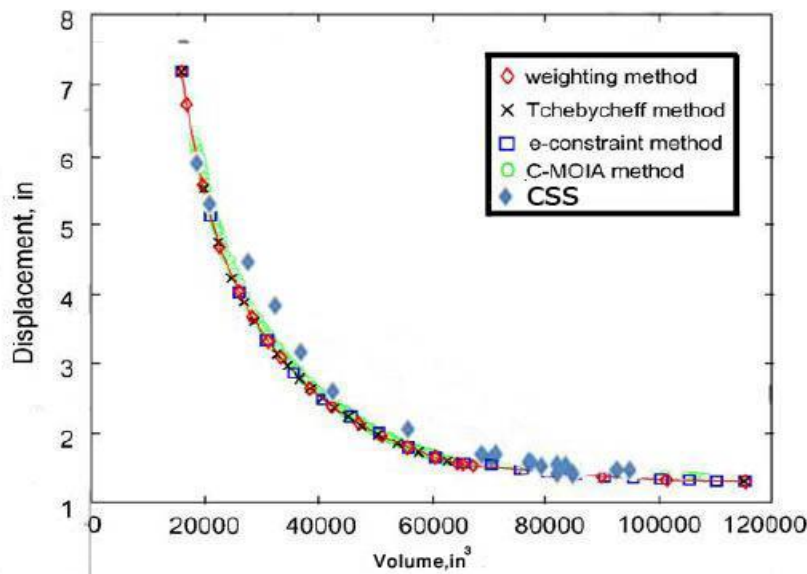 8
7
6
5
4
3
2
1
Displacement, in
weighting method
Tchebycheff method
e-constraint method
C-MOIA method
CSS
0 20000 40000 60000 80000 100000 120000
Volume,in³